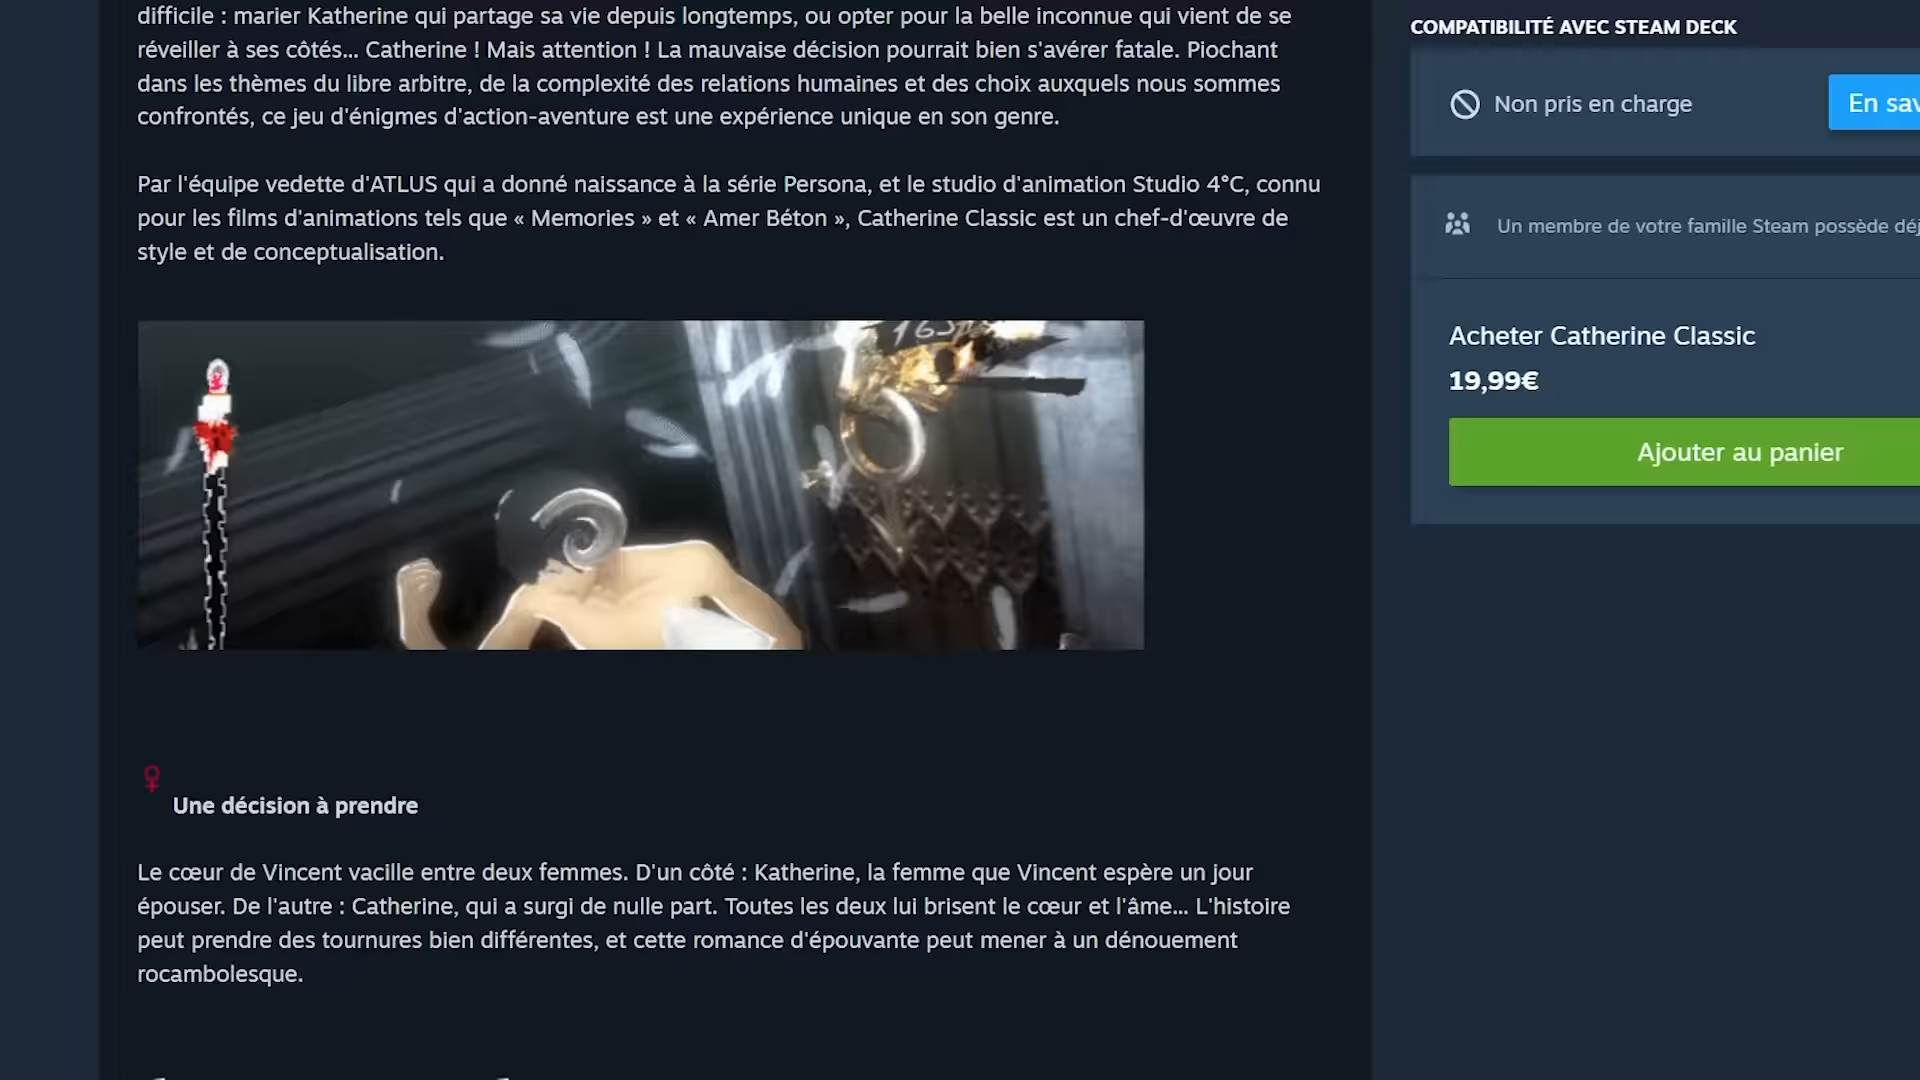 difficile : marier Katherine qui partage sa vie depuis longtemps, ou opter pour la belle inconnue qui vient de se
réveiller à ses côtés... Catherine ! Mais attention ! La mauvaise décision pourrait bien s'avérer fatale. Piochant
dans les thèmes du libre arbitre, de la complexité des relations humaines et des choix auxquels nous sommes
confrontés, ce jeu d'énigmes d'action-aventure est une expérience unique en son genre.
Par l'équipe vedette d'ATLUS qui a donné naissance à la série Persona, et le studio d'animation Studio 4°C, connu
pour les films d'animations tels que « Memories » et « Amer Béton », Catherine Classic est un chef-d'œuvre de
style et de conceptualisation.
Une décision à prendre
Le cœur de Vincent vacille entre deux femmes. D'un côté : Katherine, la femme que Vincent espère un jour
épouser. De l'autre : Catherine, qui a surgi de nulle part. Toutes les deux lui brisent le cœur et l'âme... L'histoire
peut prendre des tournures bien différentes, et cette romance d'épouvante peut mener à un dénouement
rocambolesque.
COMPATIBILITÉ AVEC STEAM DECK
Non pris en charge
En sav
Un membre de votre famille Steam possède déj
Acheter Catherine Classic
19,99€
Ajouter au panier